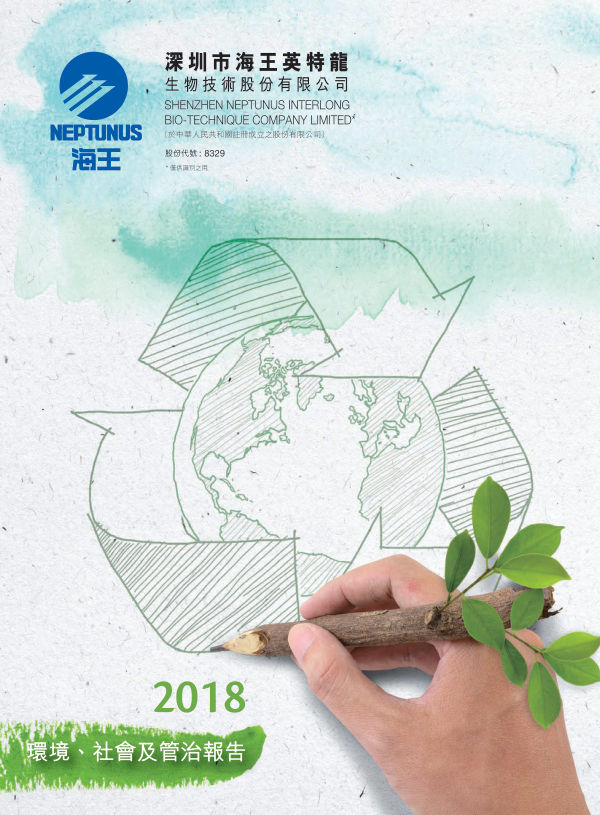 NEPTUNUS
海王
深圳市海王英特龍
生物技術股份有限公司
SHENZHEN NEPTUNUS INTERLONG
BIO-TECHNIQUE COMPANY LIMITED*
(於中華人民共和國註冊成立之股份有限公司)
股份代號 : 8329
* 僅供識別之用
2018
環境、社會及管治報告